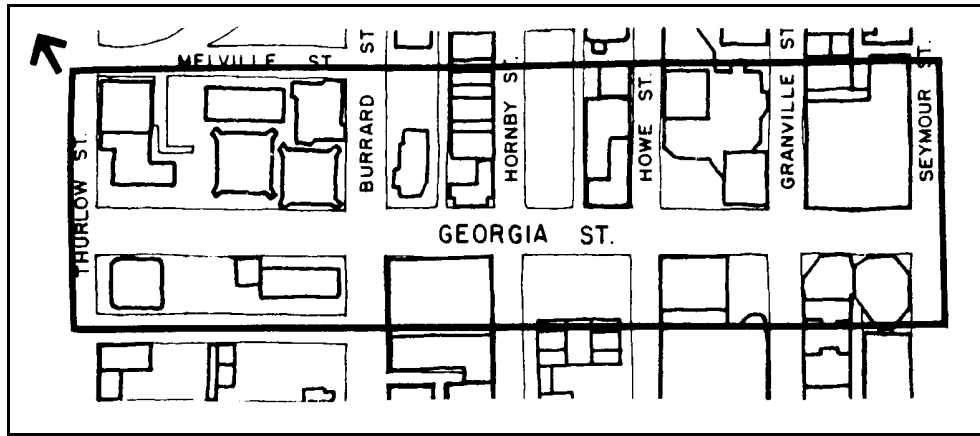 MELVILLE ST.
THURLOW ST.
BURRARD ST
HORNBY ST.
HOWE ST.
GRANVILLE ST
SEYMOUR ST.
GEORGIA ST.